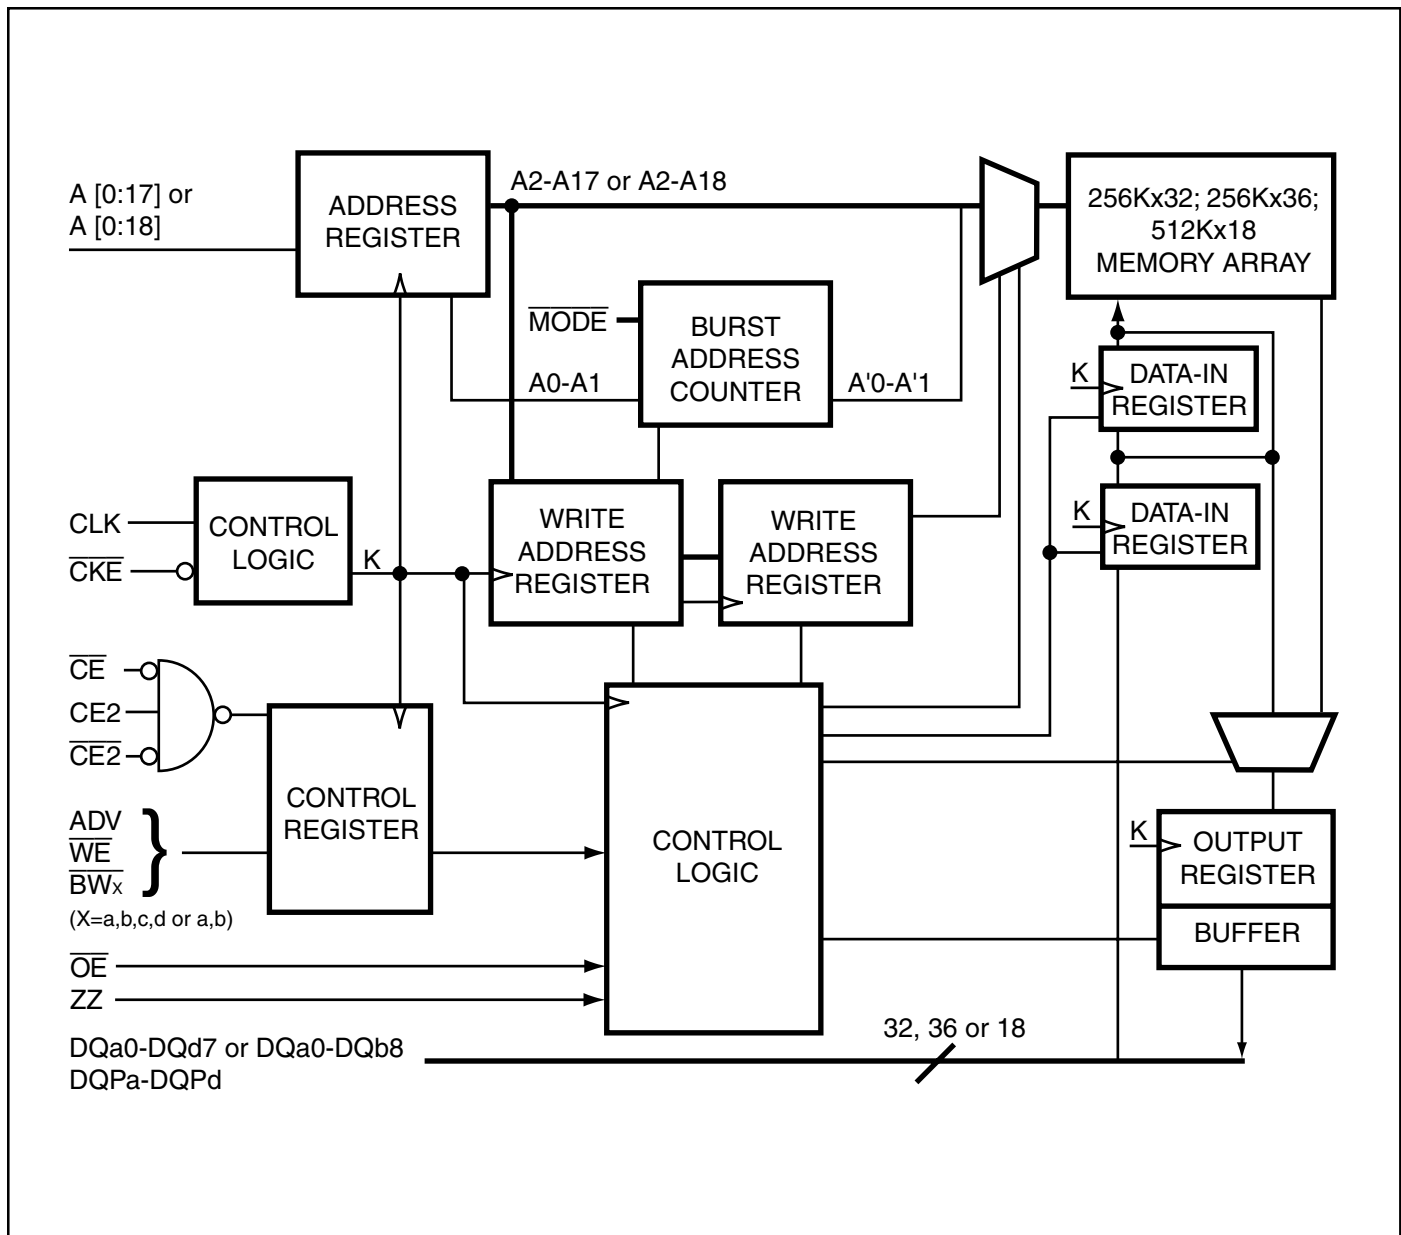 A [0:17] or
A [0:18]
ADDRESS
REGISTER
A2-A17 or A2-A18
256Kx32; 256Kx36;
512Kx18
MEMORY ARRAY
MODE
BURST
ADDRESS
COUNTER
A0-A1
A'0-A'1
K
DATA-IN
REGISTER
K
DATA-IN
REGISTER
CLK
CKE
CONTROL
LOGIC
K
WRITE
ADDRESS
REGISTER
WRITE
ADDRESS
REGISTER
CE
CE2
CE2
ADV
WE
BWx
(X=a,b,c,d or a,b)
CONTROL
REGISTER
CONTROL
LOGIC
K
OUTPUT
REGISTER
BUFFER
OE
ZZ
DQa0-DQd7 or DQa0-DQb8
DQPa-DQPd
32, 36 or 18